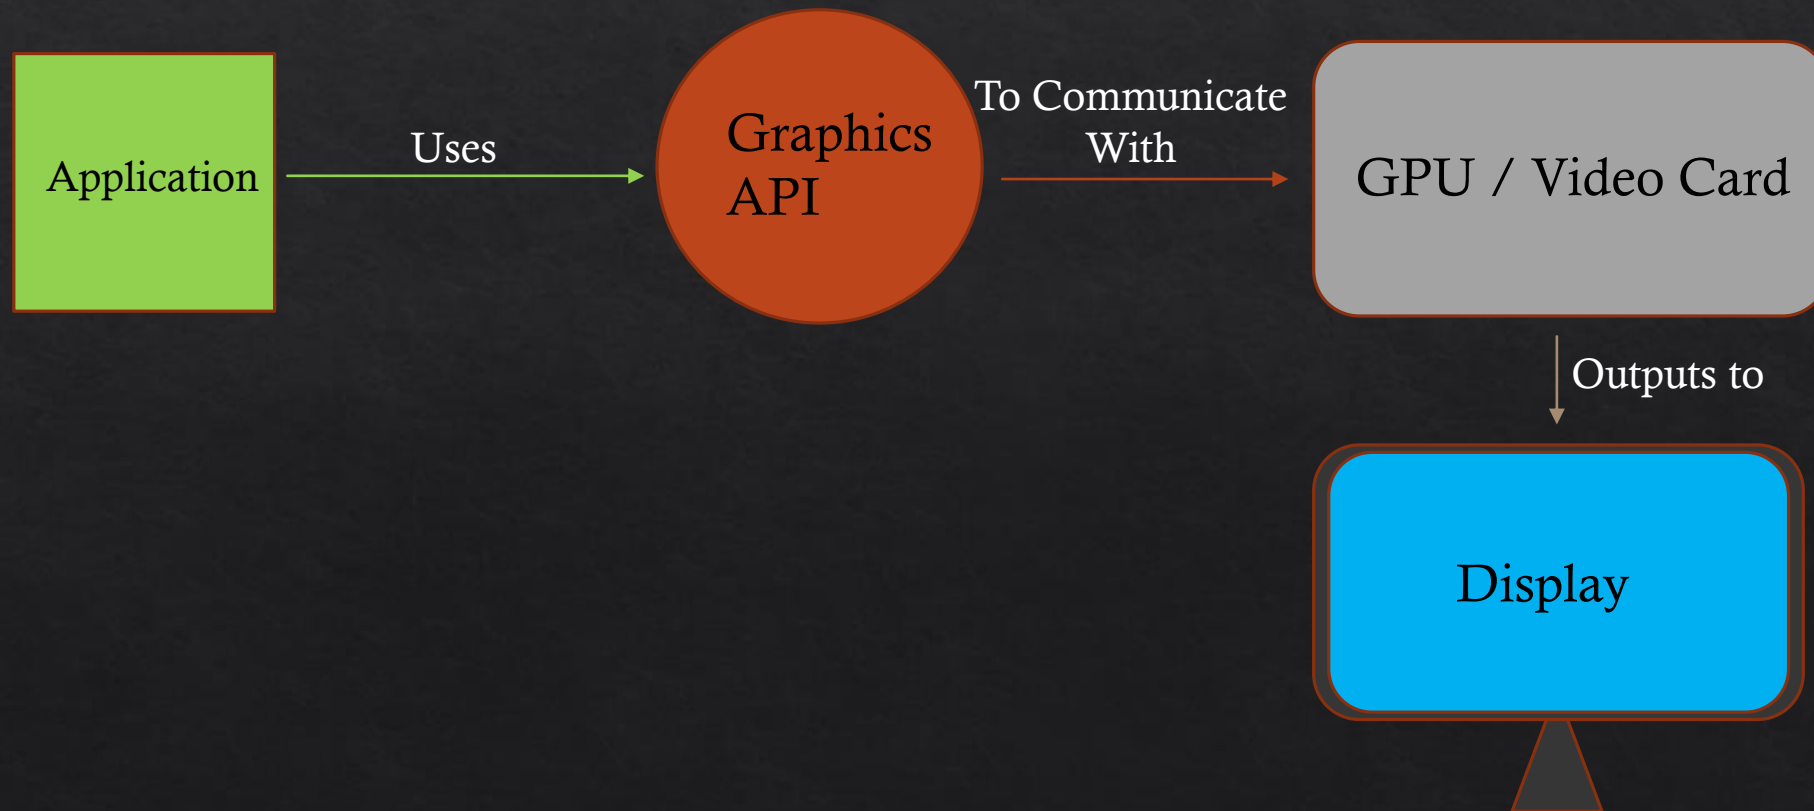 Application
Uses
Graphics
API
To Communicate
With
GPU / Video Card
Outputs to
Display